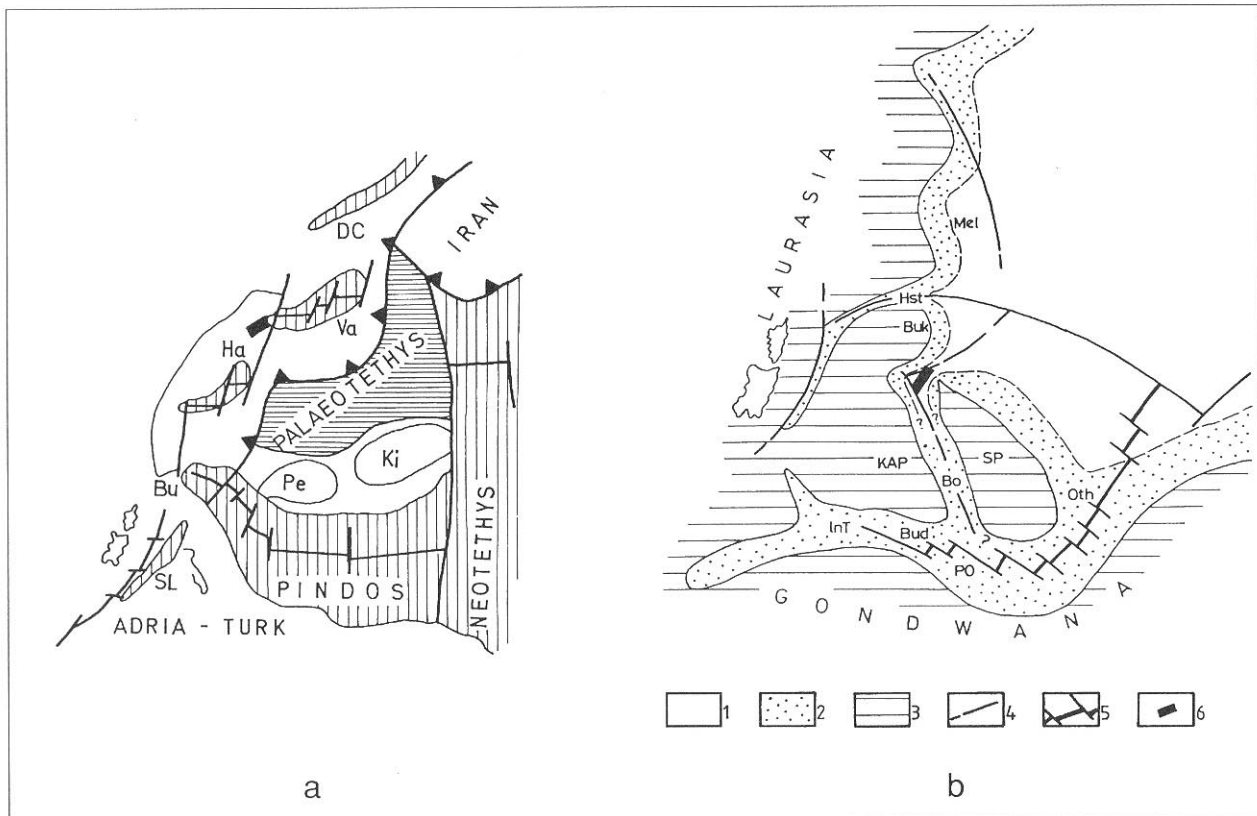 DC
IRAN
Va
Ha
PALAEOTETHYS
Ki
Pe
Bu
SL
PINDOS
NEOTETHYS
ADRIA - TURK
a
LAURASIA
Mel
Hst
Buk
?
?
KAP
SP
Bo
Oth
InT
Bud
?
PO
GONDWANA
1
2
3
4
5
6
b